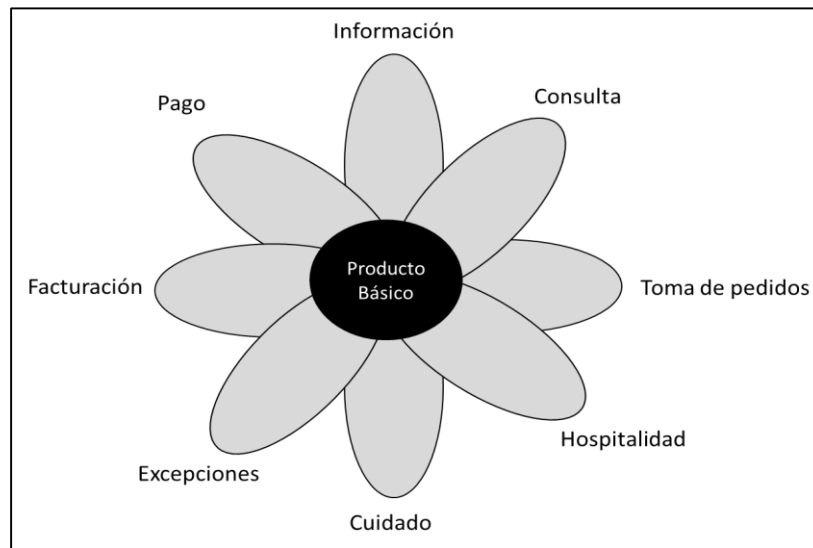 Información
Consulta
Pago
Producto
Básico
Facturación
Toma de pedidos
Hospitalidad
Excepciones
Cuidado